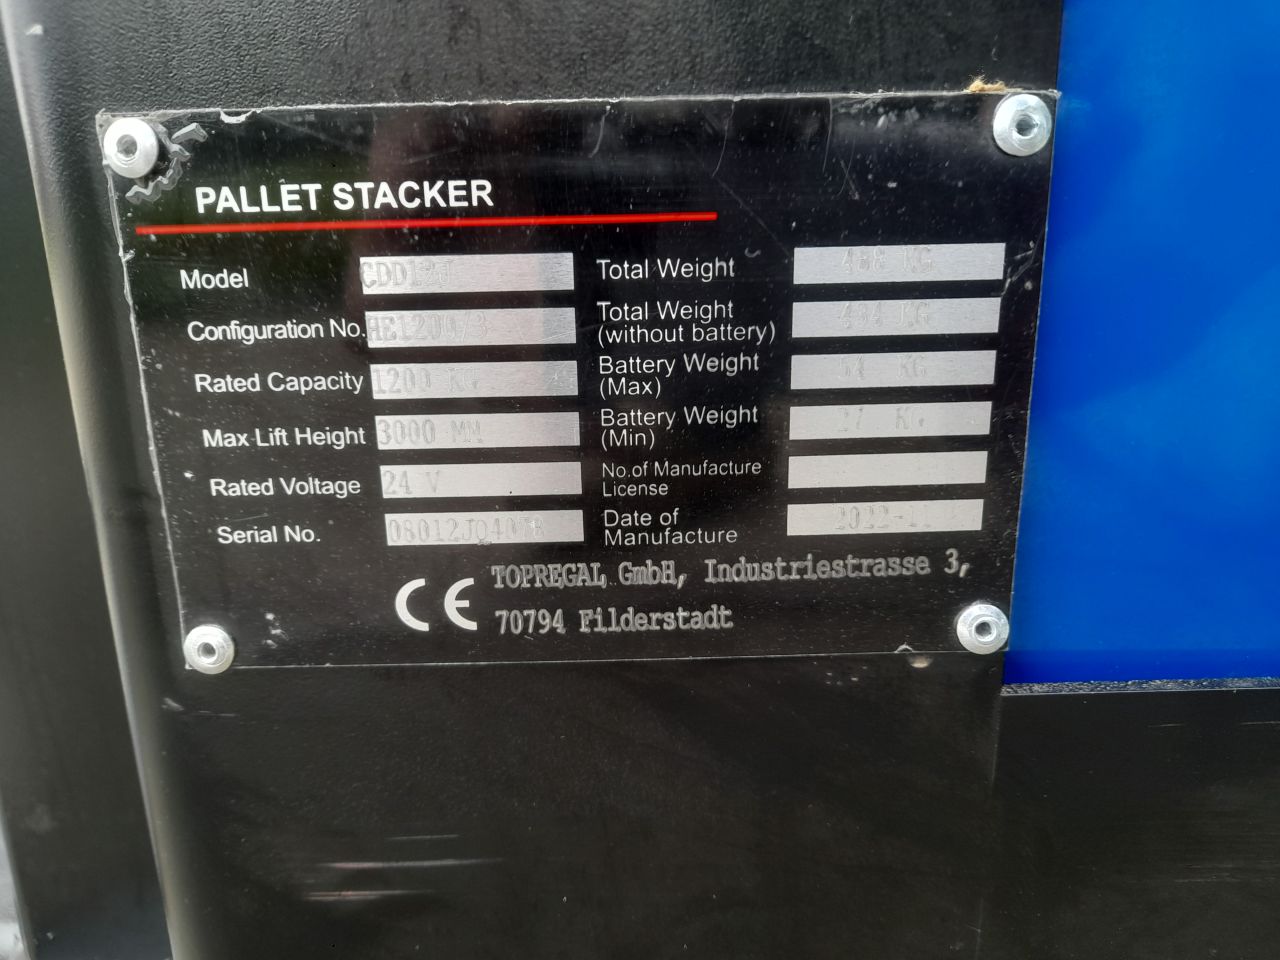 PALLET STACKER
Model CDD12J
Configuration No. AE1200/3
Rated Capacity 1200 KG
Max Lift Height 3000 MM
Rated Voltage 24 V
Serial No.
Total Weight 488 KG
Total Weight
(without battery) 434 KG
Battery Weight
(Max) 54 KG
Battery Weight
(Min) 27 KG
No.of Manufacture
License
Date of
Manufacture 2022-11
CE
TOPREGAL GmbH, Industriestrasse 3,
70794 Filderstadt